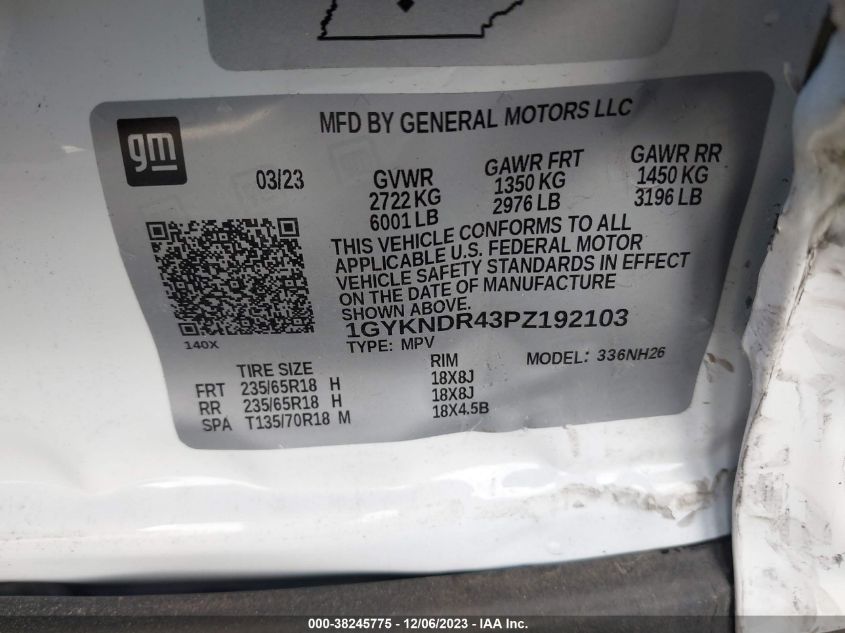 gm
MFD BY GENERAL MOTORS LLC
03/23
GVWR
2722 KG
6001 LB
GAWR FRT
1350 KG
2976 LB
GAWR RR
1450 KG
3196 LB
THIS VEHICLE CONFORMS TO ALL
APPLICABLE U.S. FEDERAL MOTOR
VEHICLE SAFETY STANDARDS IN EFFECT
ON THE DATE OF MANUFACTURE
SHOWN ABOVE.
140X
1GYKNDR43PZ192103
TYPE: MPV
MODEL: 336NH26
TIRE SIZE RIM
FRT 235/65R18 H 18X8J
RR 235/65R18 H 18X8J
SPA T135/70R18 M 18X4.5B
000-38245775 - 12/06/2023 - IAA Inc.